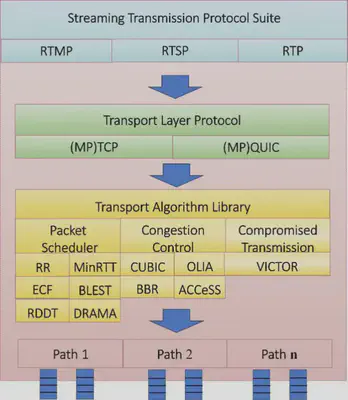 Streaming Transmission Protocol Suite
RTMP RTSP RTP
Transport Layer Protocol
(MP)TCP (MP)QUIC
Transport Algorithm Library
Packet Scheduler Congestion Control Compromised Transmission
RR MinRTT CUBIC OLIA VICTOR
ECF BLEST BBR ACCeSS
RDDT DRAMA
Path 1 Path 2 Path n